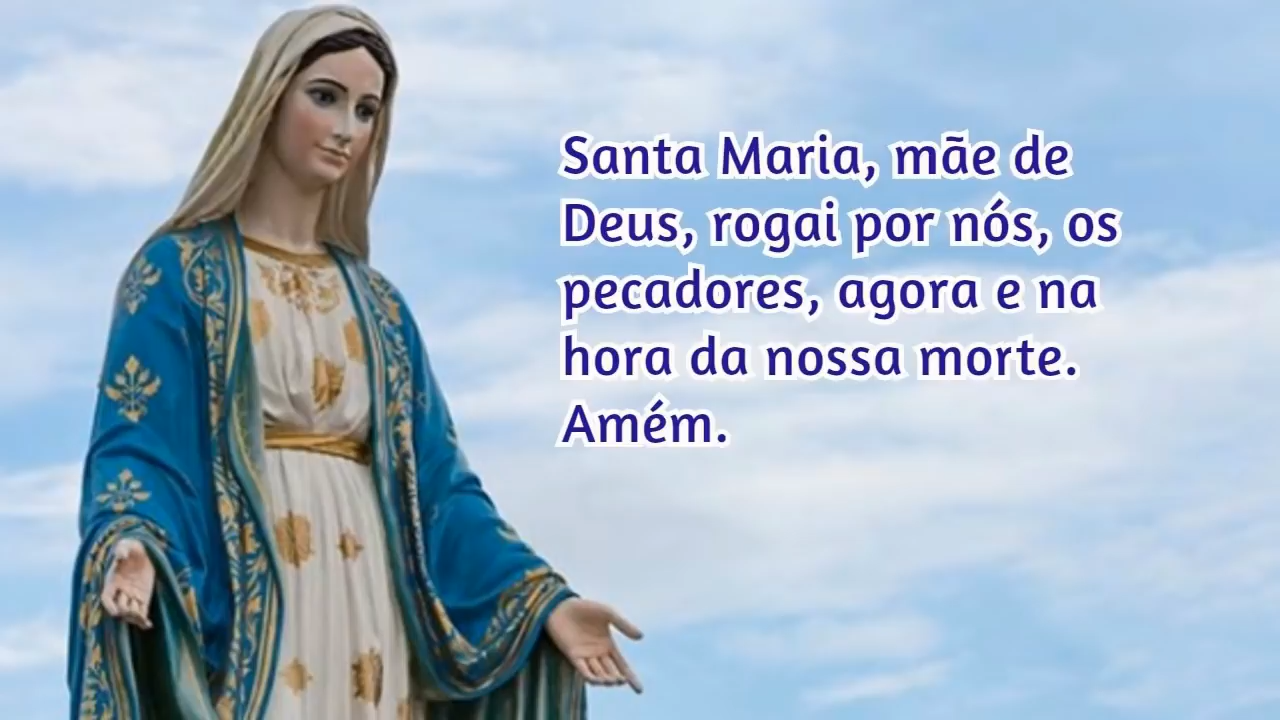 Santa Maria, mãe de
Deus, rogai por nós, os
pecadores, agora e na
hora da nossa morte.
Amém.